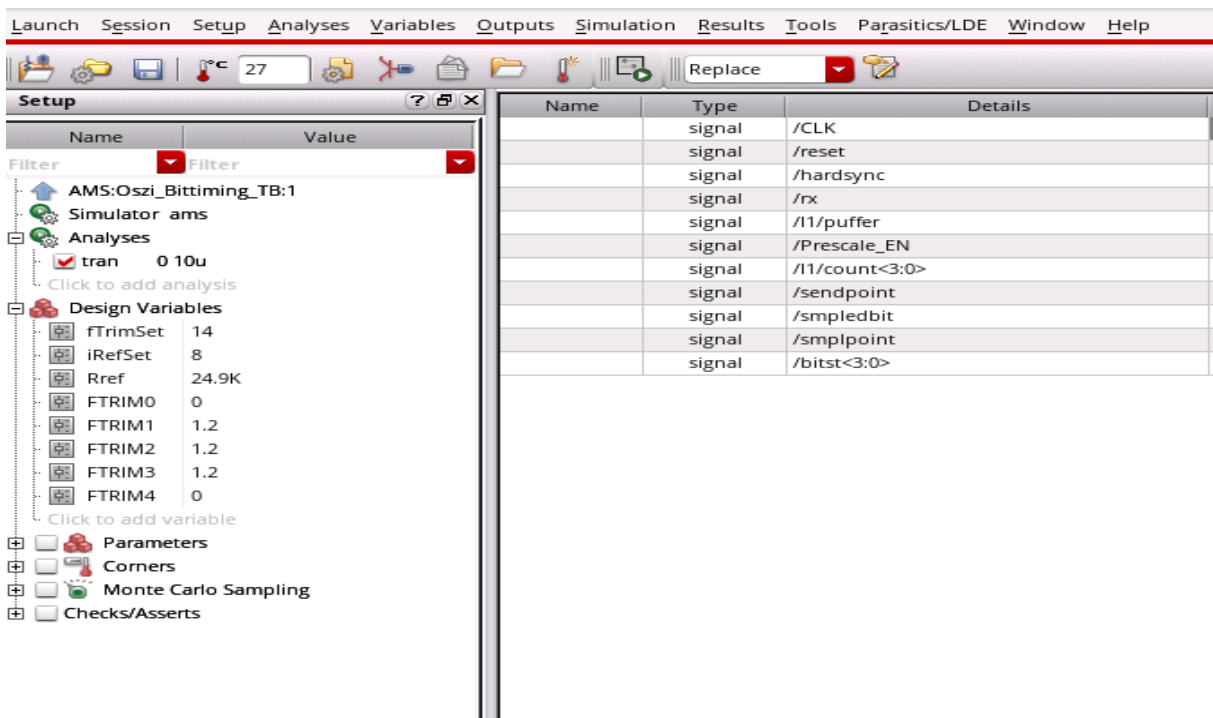 Launch Session Setup Analyses Variables Outputs Simulation Results Tools Parasitics/LDE Window Help
°C 27 Replace
Setup
Name Value
Filter Filter
AMS:Oszi_Bittiming_TB:1
Simulator ams
Analyses
tran 0 10u
Click to add analysis
Design Variables
fTrimSet 14
iRefSet 8
Rref 24.9K
FTRIM0 0
FTRIM1 1.2
FTRIM2 1.2
FTRIM3 1.2
FTRIM4 0
Click to add variable
Parameters
Corners
Monte Carlo Sampling
Checks/Asserts
Name Type Details
signal /CLK
signal /reset
signal /hardsync
signal /rx
signal /I1/puffer
signal /Prescale_EN
signal /I1/count<3:0>
signal /sendpoint
signal /smpledbit
signal /smplpoint
signal /bitst<3:0>